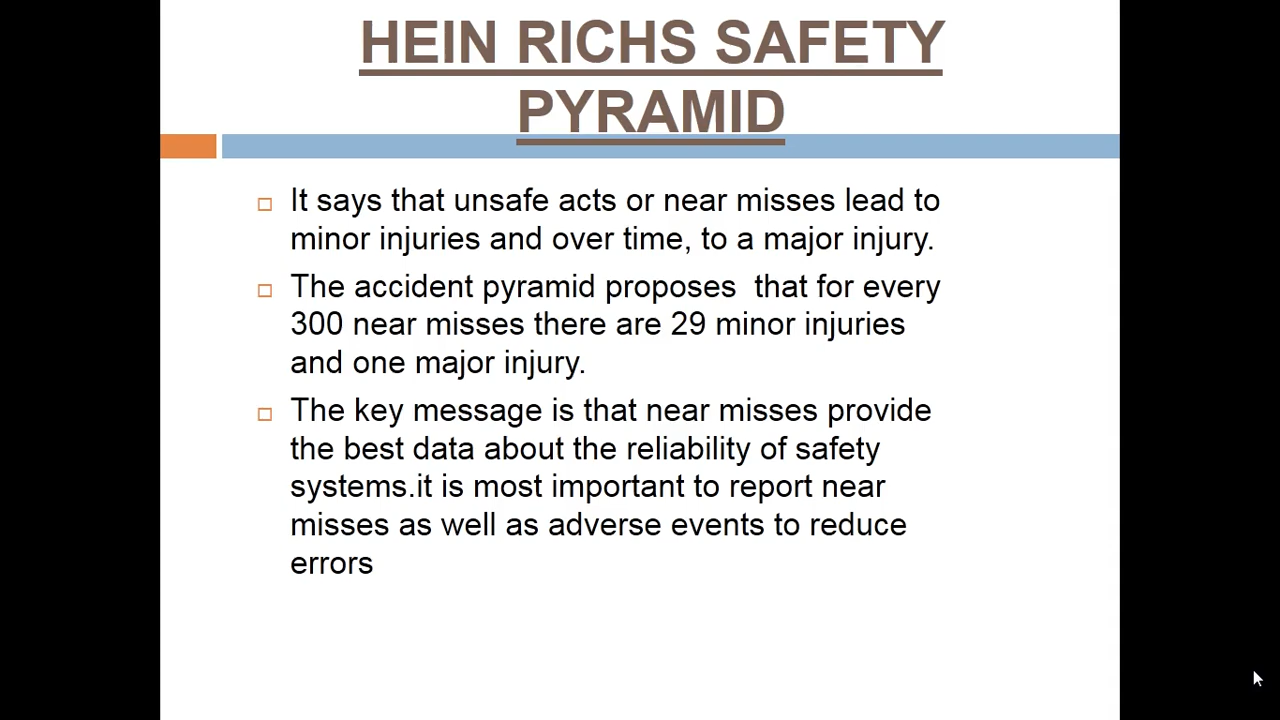 HEIN RICHS SAFETY
PYRAMID
It says that unsafe acts or near misses lead to
minor injuries and over time, to a major injury.
The accident pyramid proposes  that for every
300 near misses there are 29 minor injuries
and one major injury.
The key message is that near misses provide
the best data about the reliability of safety
systems.it is most important to report near
misses as well as adverse events to reduce
errors